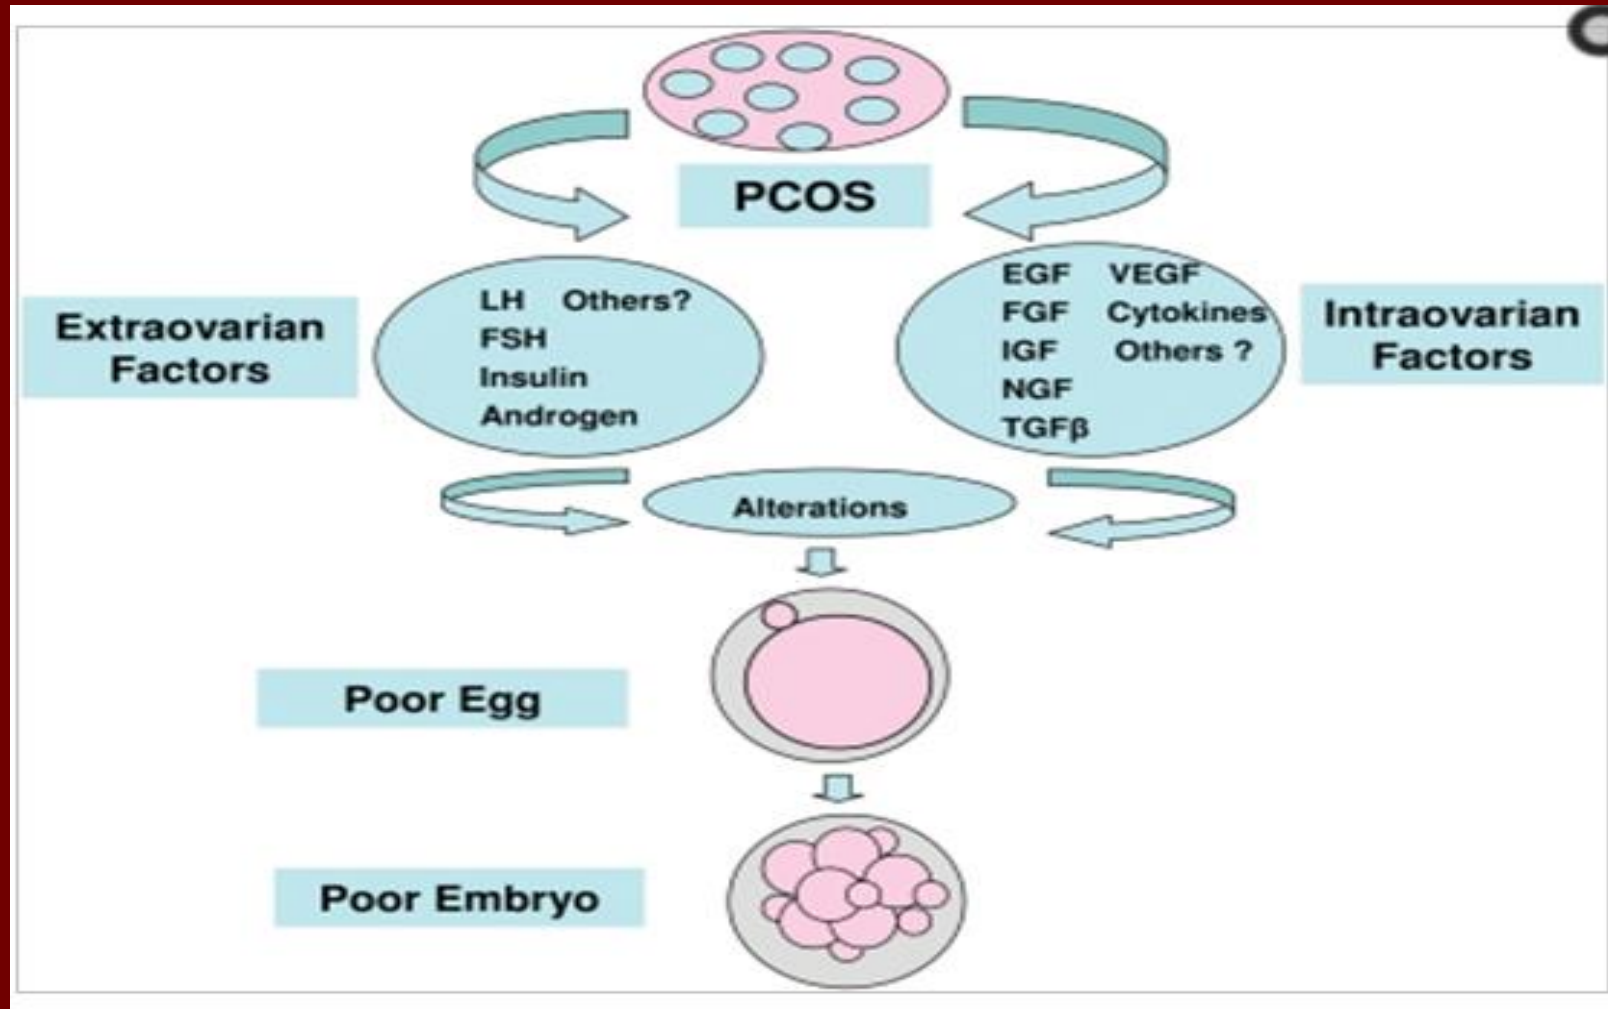 PCOS
Extraovarian
Factors
LH Others?
FSH
Insulin
Androgen
EGF VEGF
FGF Cytokines
IGF Others ?
NGF
TGFβ
Intraovarian
Factors
Alterations
Poor Egg
Poor Embryo